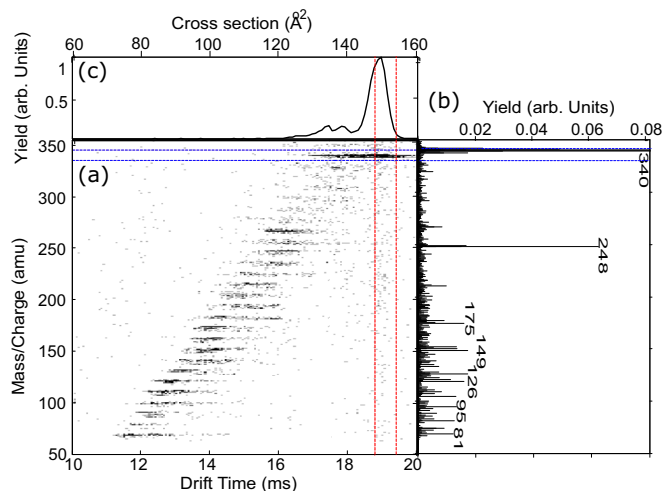 Cross section (Å²)
60 80 100 120 140 160
Yield (arb. Units)
1
0.5
(c)
(b)
Yield (arb. Units)
0.02 0.04 0.06 0.08
(a)
Mass/Charge (amu)
350
300
250
200
150
100
50
10 12 14 16 18 20
Drift Time (ms)
340
248
175
149
126
95
81